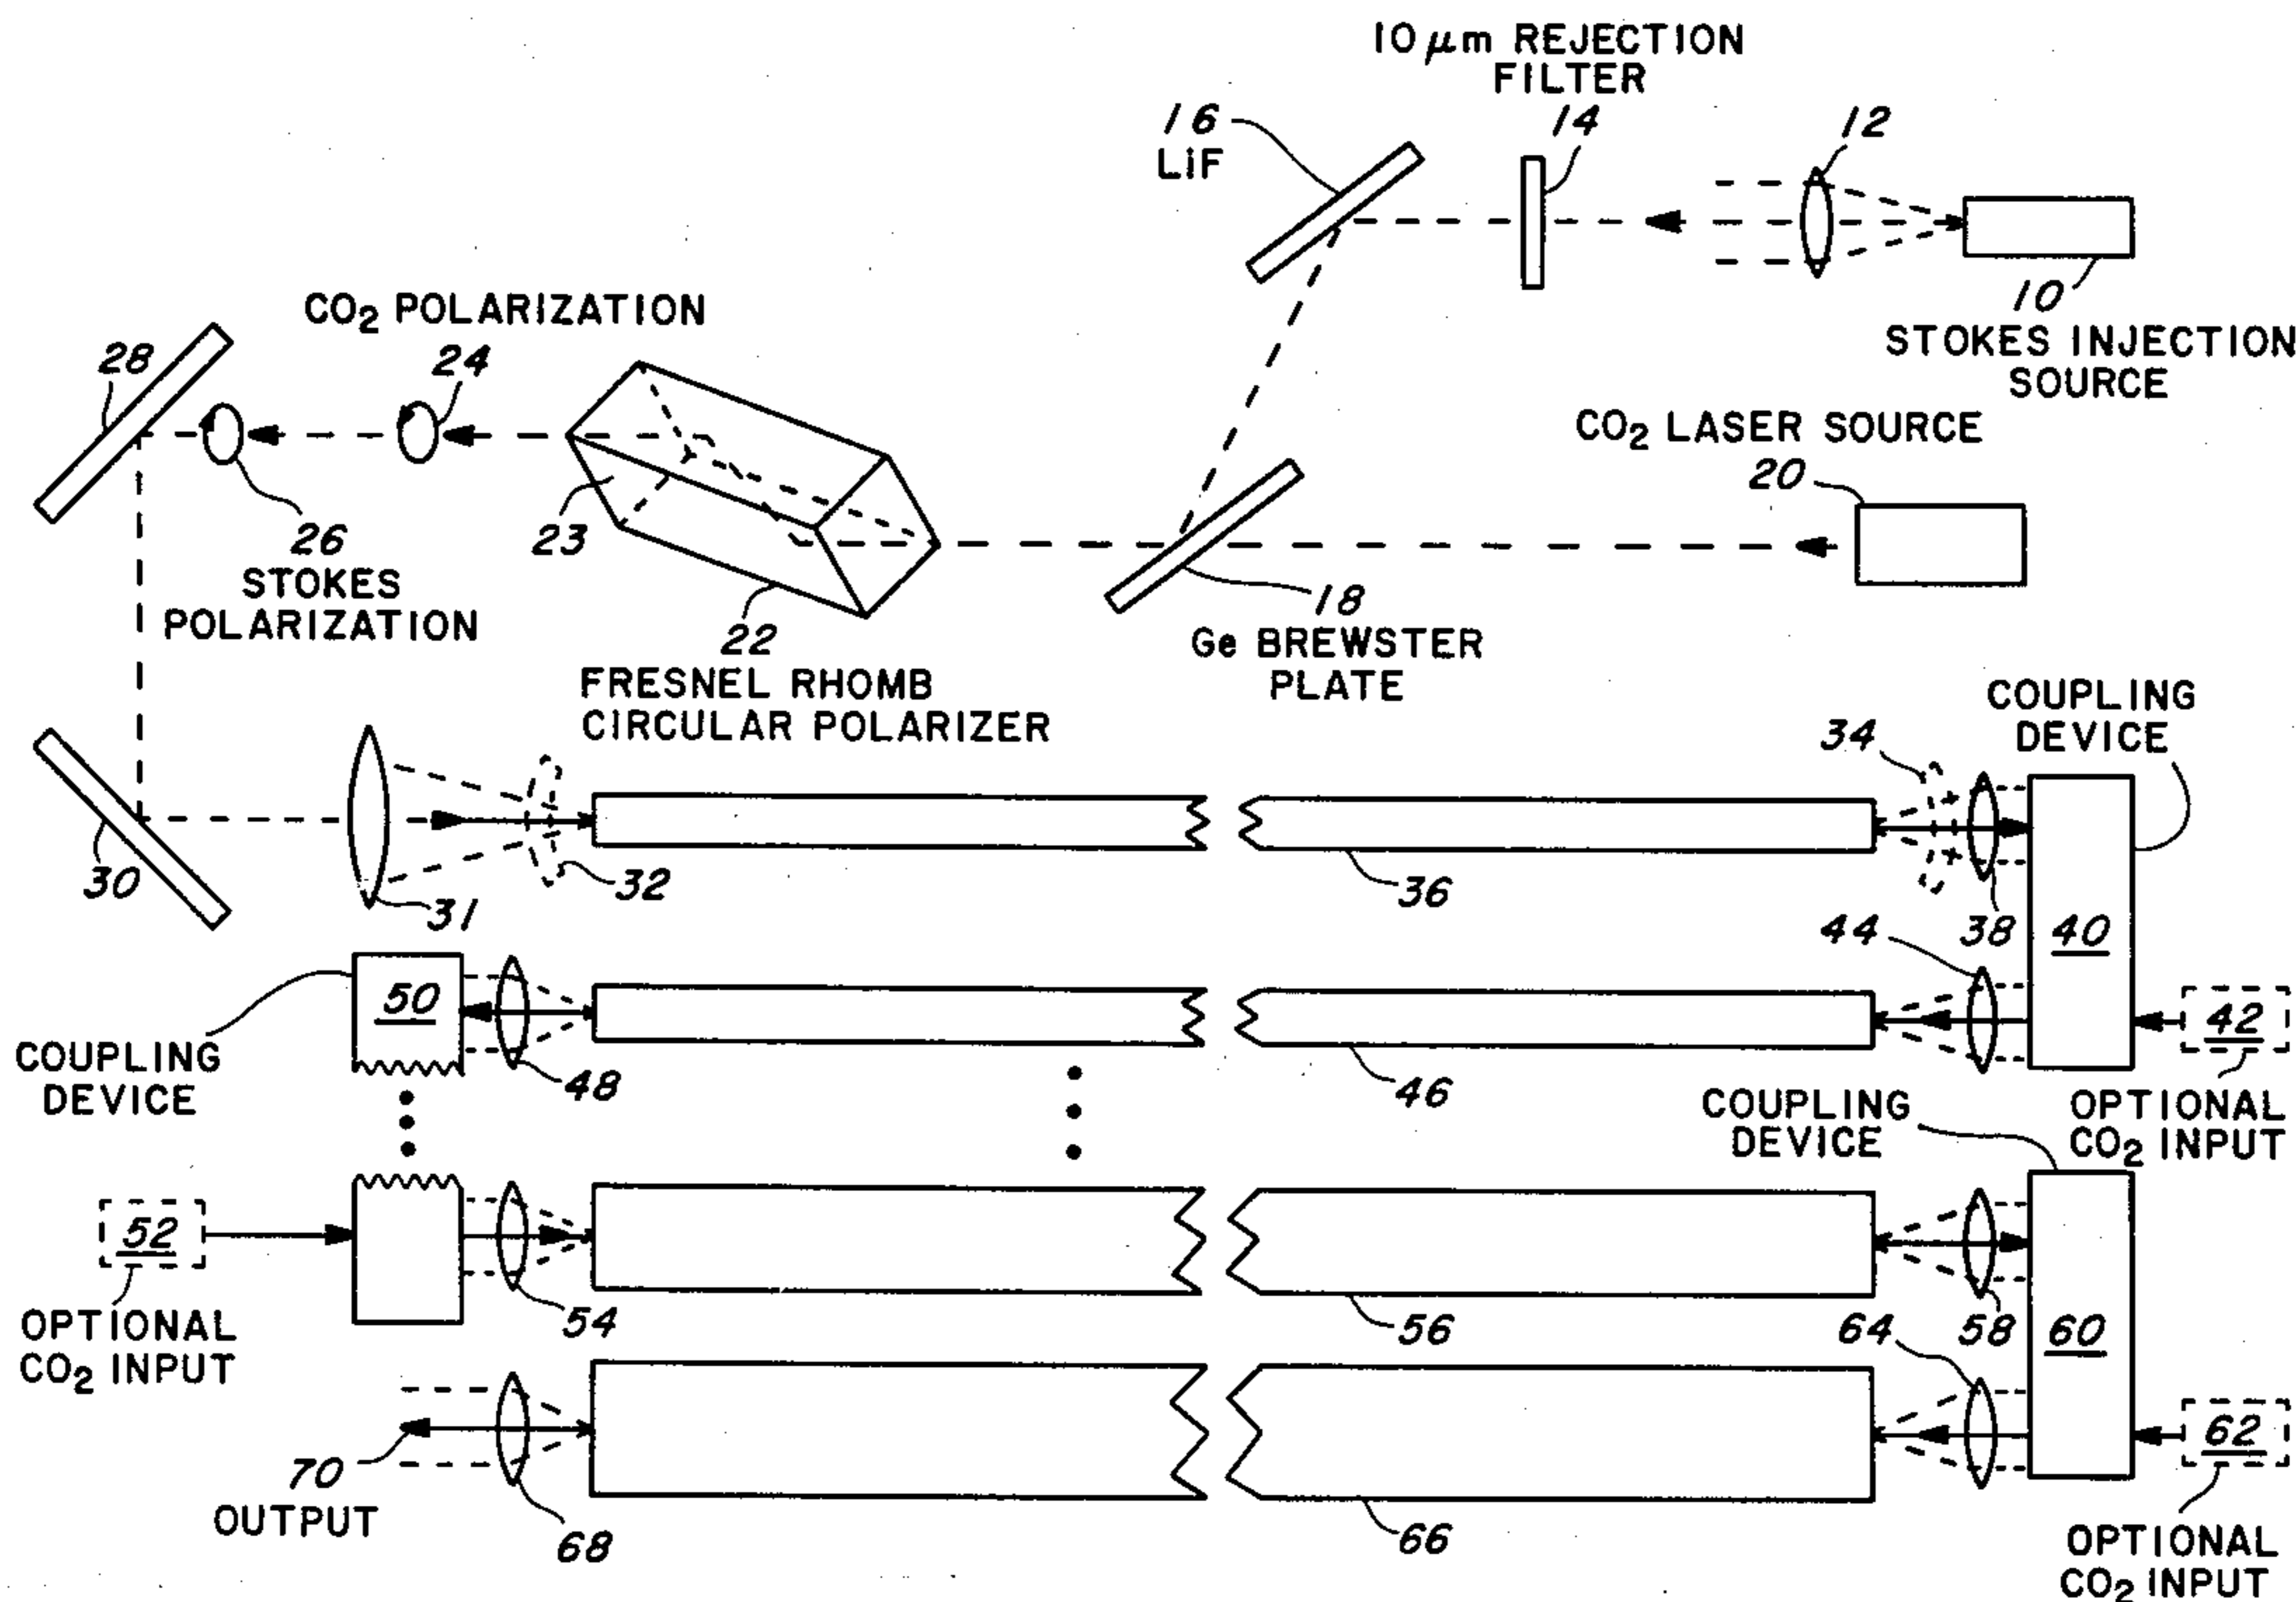 10 μm REJECTION
FILTER
16
LiF
14
12
10
STOKES INJECTION
SOURCE
CO₂ POLARIZATION
28
24
CO₂ LASER SOURCE
20
23
26
STOKES
POLARIZATION
22
FRESNEL RHOMB
CIRCULAR POLARIZER
18
Ge BREWSTER
PLATE
COUPLING
DEVICE
34
30
31
32
36
38
40
44
50
42
COUPLING
DEVICE
48
46
COUPLING
DEVICE
OPTIONAL
CO₂ INPUT
52
OPTIONAL
CO₂ INPUT
54
56
64
58
60
70
OUTPUT
68
66
62
OPTIONAL
CO₂ INPUT